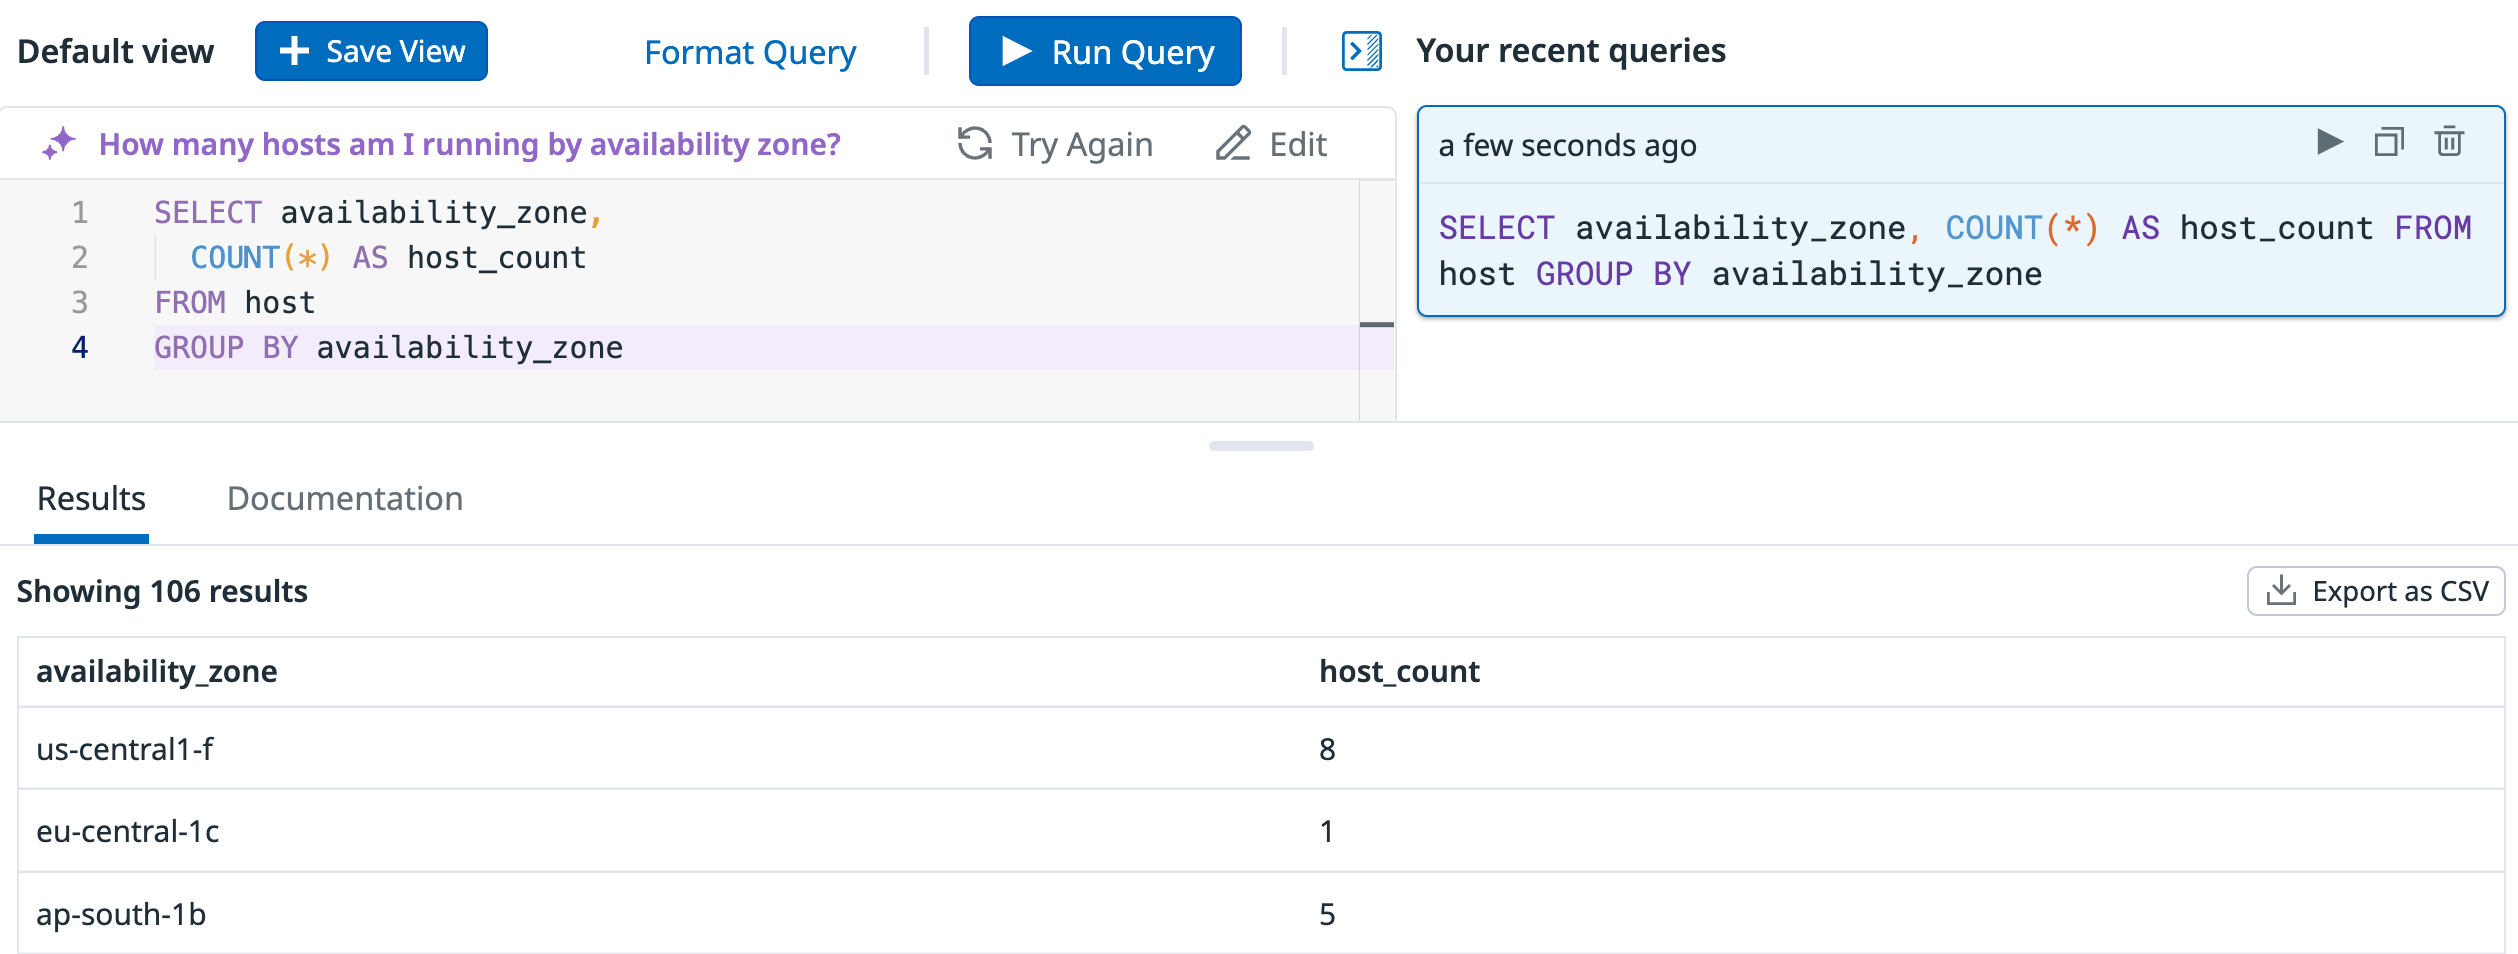 Default view
Save View
Format Query
Run Query
Your recent queries
How many hosts am I running by availability zone?
Try Again
Edit
1 SELECT availability_zone,
2 COUNT(*) AS host_count
3 FROM host
4 GROUP BY availability_zone
a few seconds ago
SELECT availability_zone, COUNT(*) AS host_count FROM
host GROUP BY availability_zone
Results
Documentation
Showing 106 results
Export as CSV
availability_zone host_count
us-central1-f 8
eu-central-1c 1
ap-south-1b 5